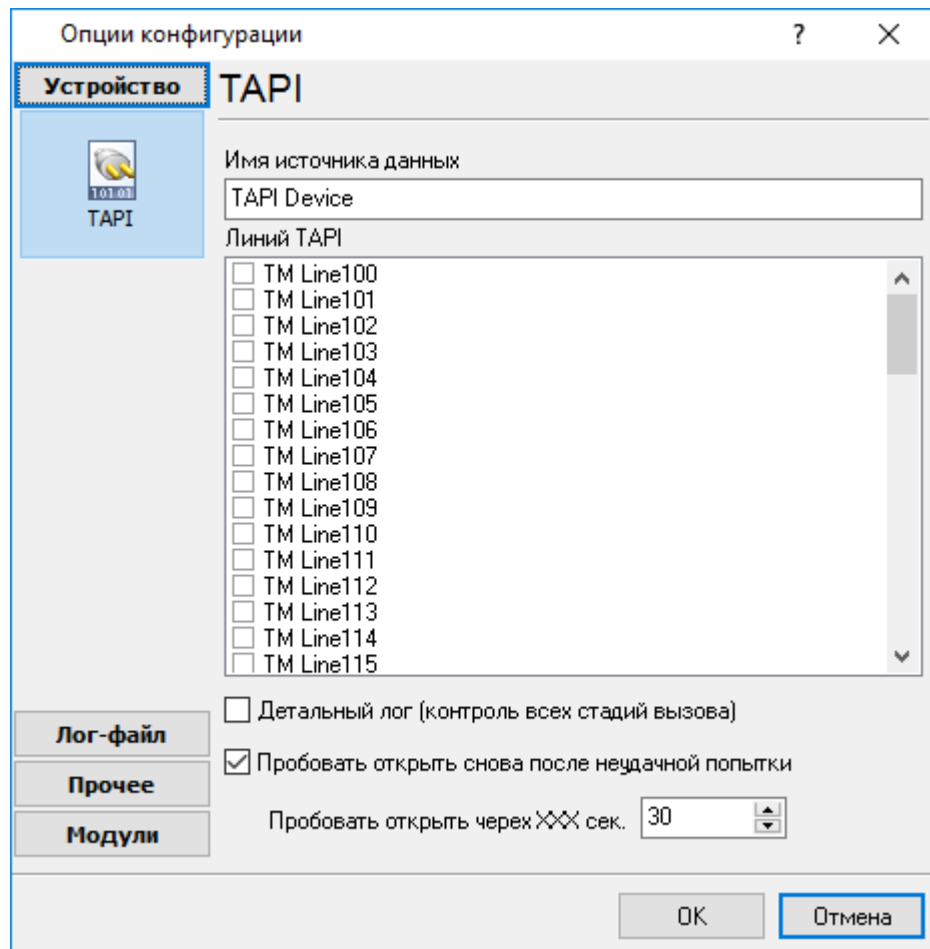 Опции конфигурации
?
Устройство
TAPI
101101
TAPI
Имя источника данных
TAPI Device
Линий TAPI
TM Line100
TM Line101
TM Line102
TM Line103
TM Line104
TM Line105
TM Line106
TM Line107
TM Line108
TM Line109
TM Line110
TM Line111
TM Line112
TM Line113
TM Line114
TM Line115
Детальный лог (контроль всех стадий вызова)
Пробовать открыть снова после неудачной попытки
Пробовать открыть черех XXX сек. 30
Лог-файл
Прочее
Модули
OK Отмена